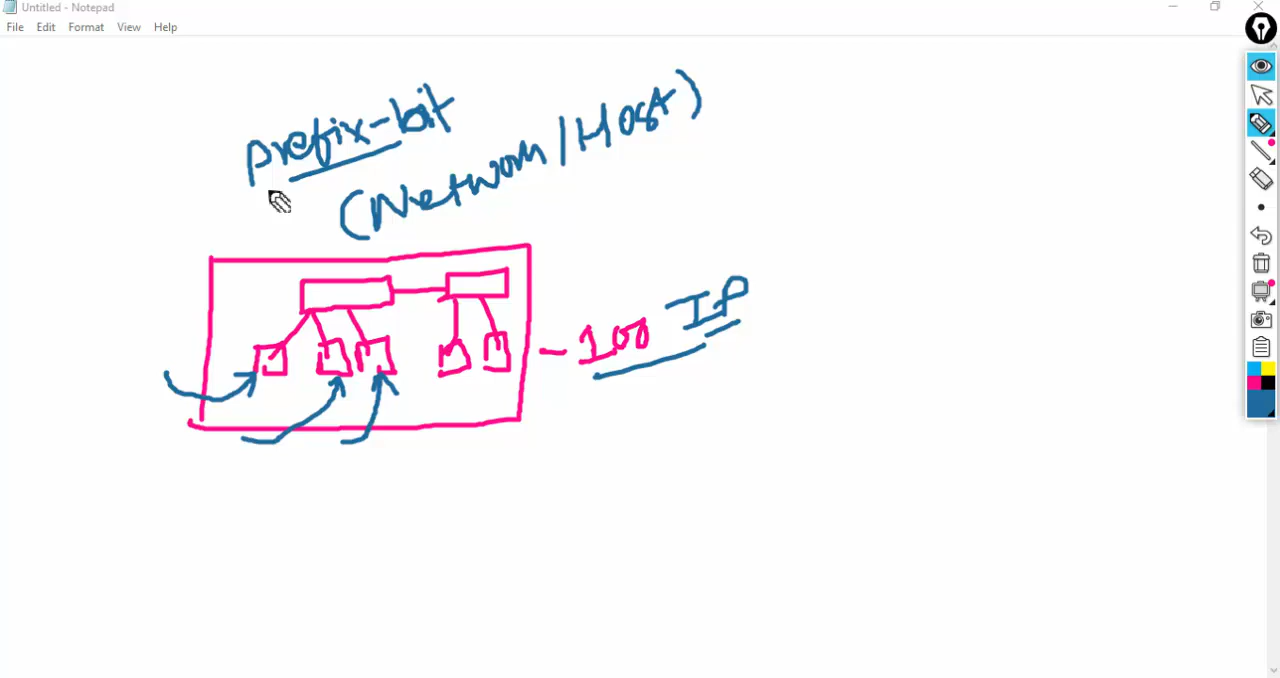 Untitled - Notepad
File Edit Format View Help
prefix-bit
(Network/Host)
- 100 IP